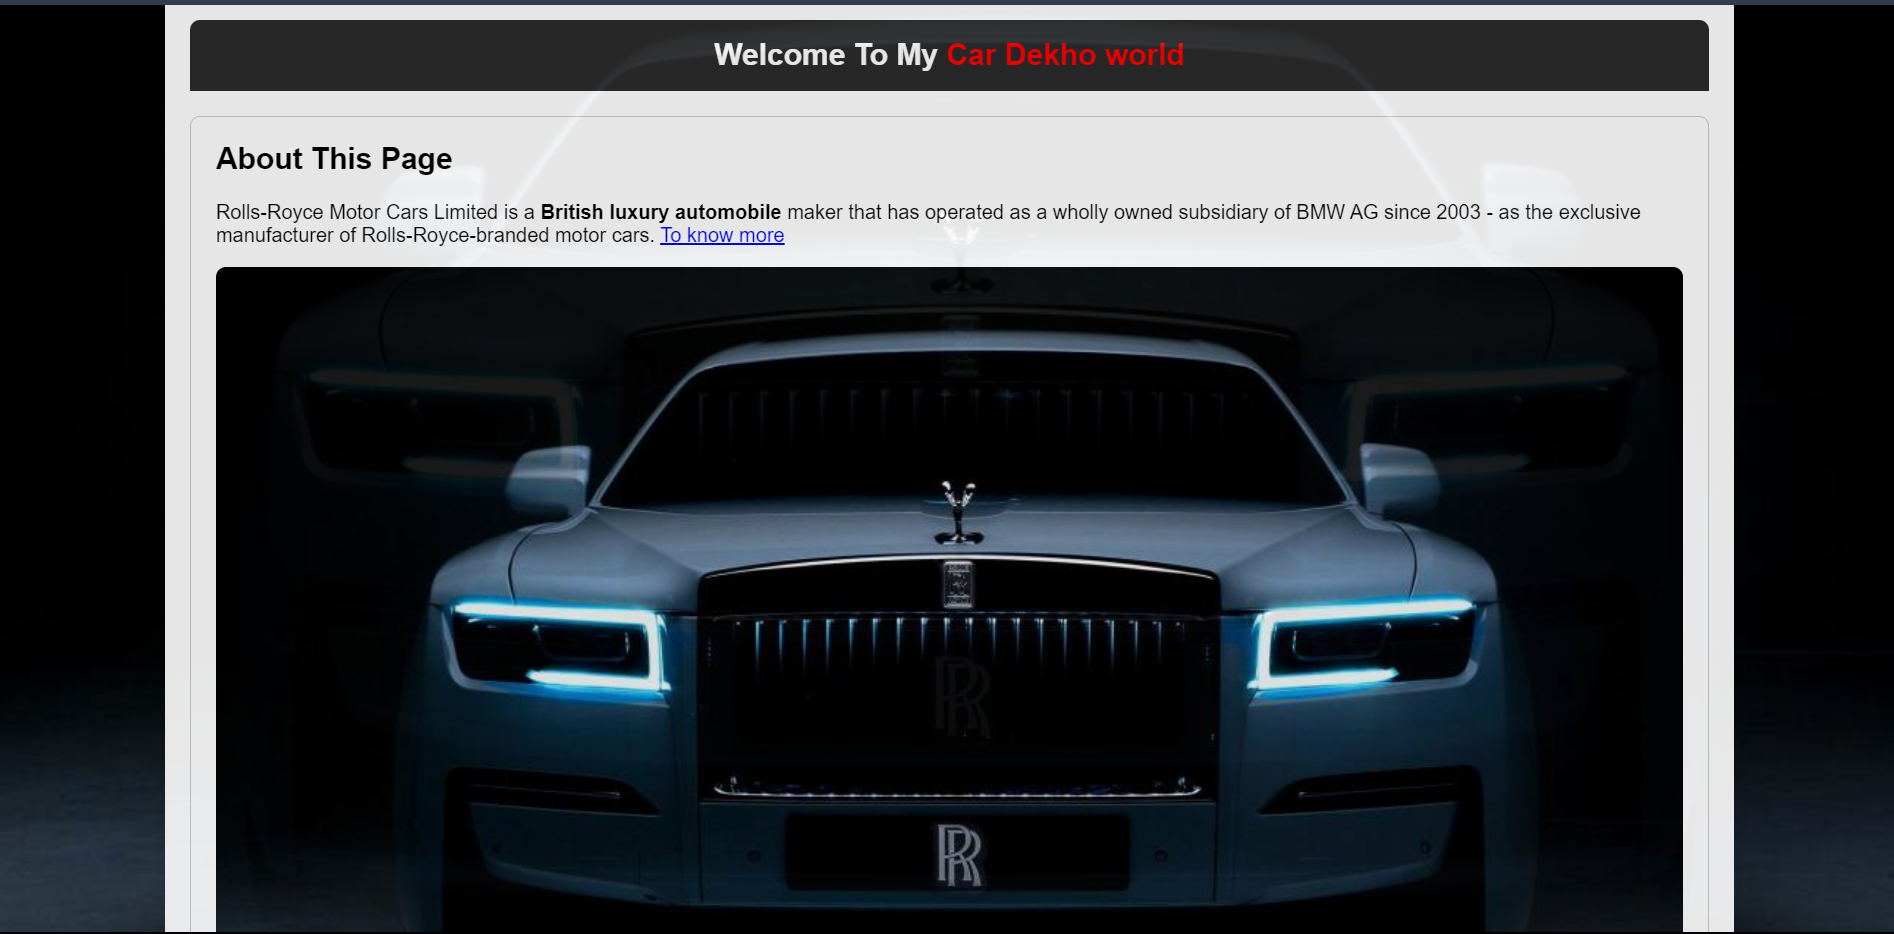 Welcome To My Car Dekho world
About This Page
Rolls-Royce Motor Cars Limited is a British luxury automobile maker that has operated as a wholly owned subsidiary of BMW AG since 2003 - as the exclusive
manufacturer of Rolls-Royce-branded motor cars. To know more
RR
RR